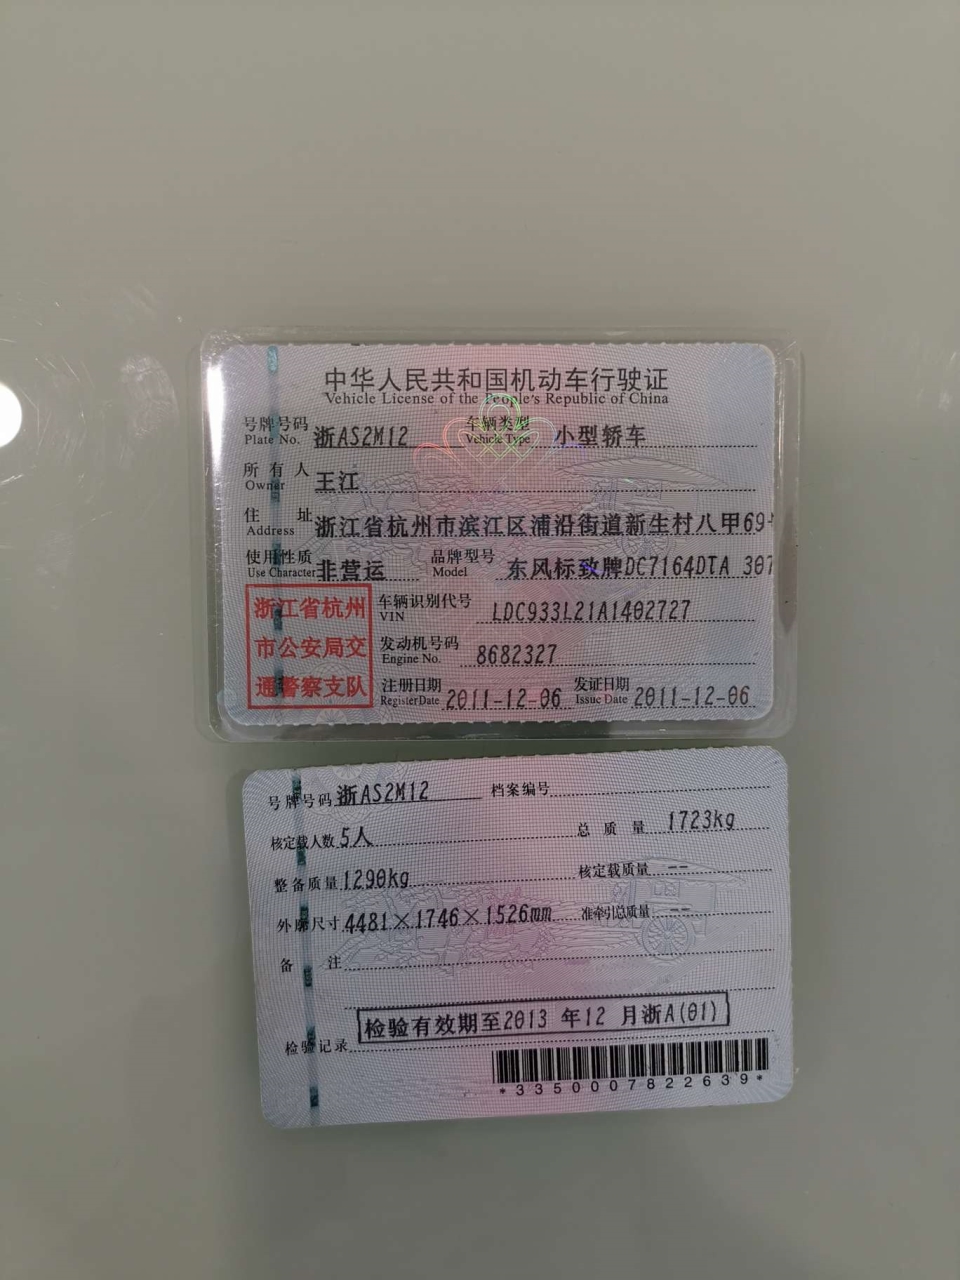 中华人民共和国机动车行驶证
Vehicle License of the People's Republic of China
号牌号码 浙AS2M12 车辆类型 小型轿车
Plate No. Vehicle Type
所有人 王江
Owner
住址 浙江省杭州市滨江区浦沿街道新生村八甲69号
Address
使用性质 非营运 品牌型号 东风标致牌DC7164DTA 307
Use Character Model
浙江省杭州
市公安局交
通警察支队
车辆识别代号 LDC933L21A1402727
VIN
发动机号码 8682327
Engine No.
注册日期 2011-12-06 发证日期 2011-12-06
Register Date Issue Date
号牌号码 浙AS2M12 档案编号
核定载人数 5人 总质量 1723kg
整备质量 1290kg 核定载质量 --
外廓尺寸 4481×1746×1526mm 准牵引总质量 --
备注
检验有效期至2013 年12 月浙A(01)
检验记录
*3350007822639*